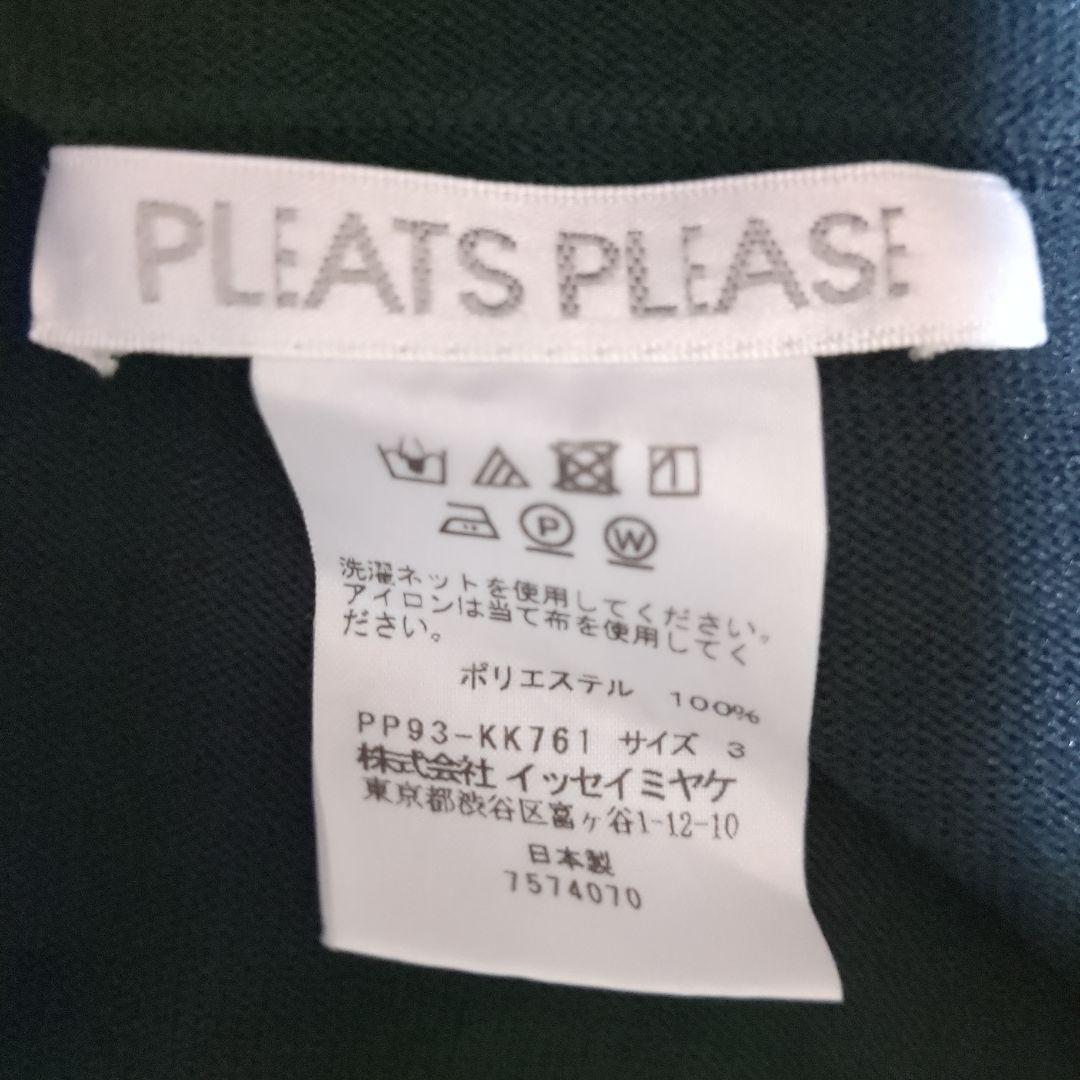 PLEATS PLEASE
P
W
洗濯ネットを使用してください。
アイロンは当て布を使用してく
ださい。
ポリエステル 100%
PP93-KK761 サイズ 3
株式会社 イッセイミヤケ
東京都渋谷区富ヶ谷1-12-10
日本製
7574070